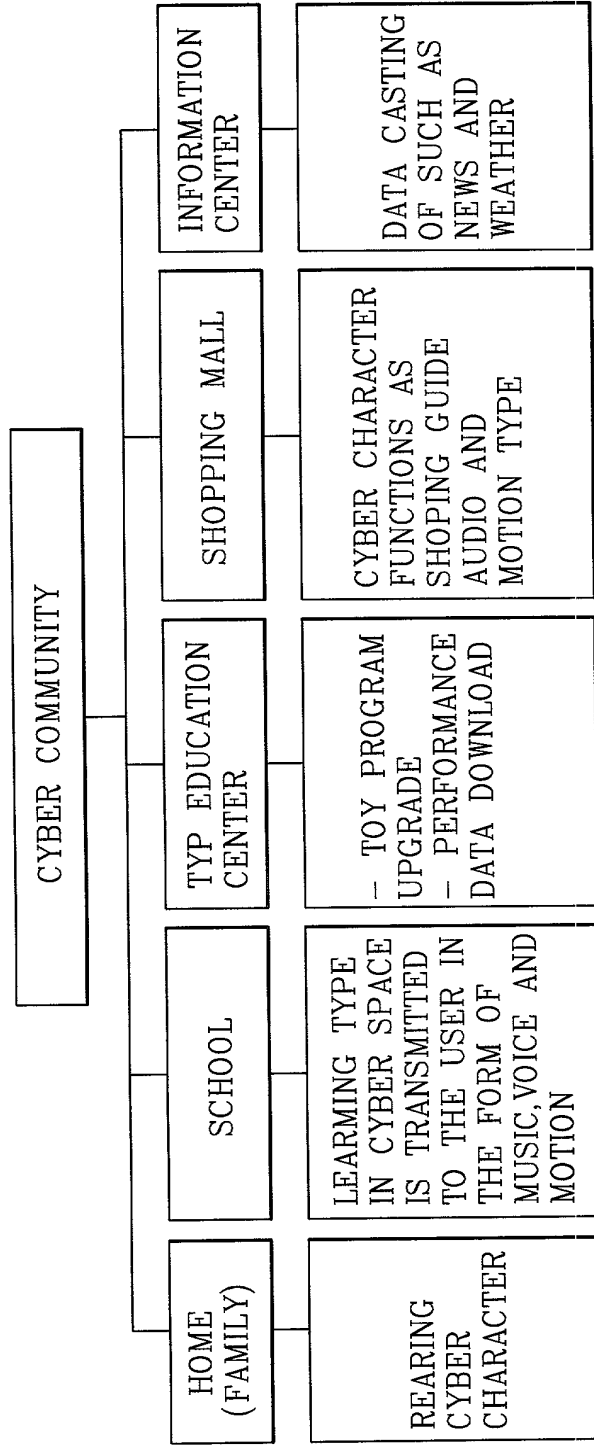 CYBER COMMUNITY
HOME
(FAMILY)
SCHOOL
TYP EDUCATION
CENTER
SHOPPING MALL
INFORMATION
CENTER
REARING
CYBER
CHARACTER
LEARMING TYPE
IN CYBER SPACE
IS TRANSMITTED
TO THE USER IN
THE FORM OF
MUSIC,VOICE AND
MOTION
- TOY PROGRAM
UPGRADE
- PERFORMANCE
DATA DOWNLOAD
CYBER CHARACTER
FUNCTIONS AS
SHOPING GUIDE
AUDIO AND
MOTION TYPE
DATA CASTING
OF SUCH AS
NEWS AND
WEATHER